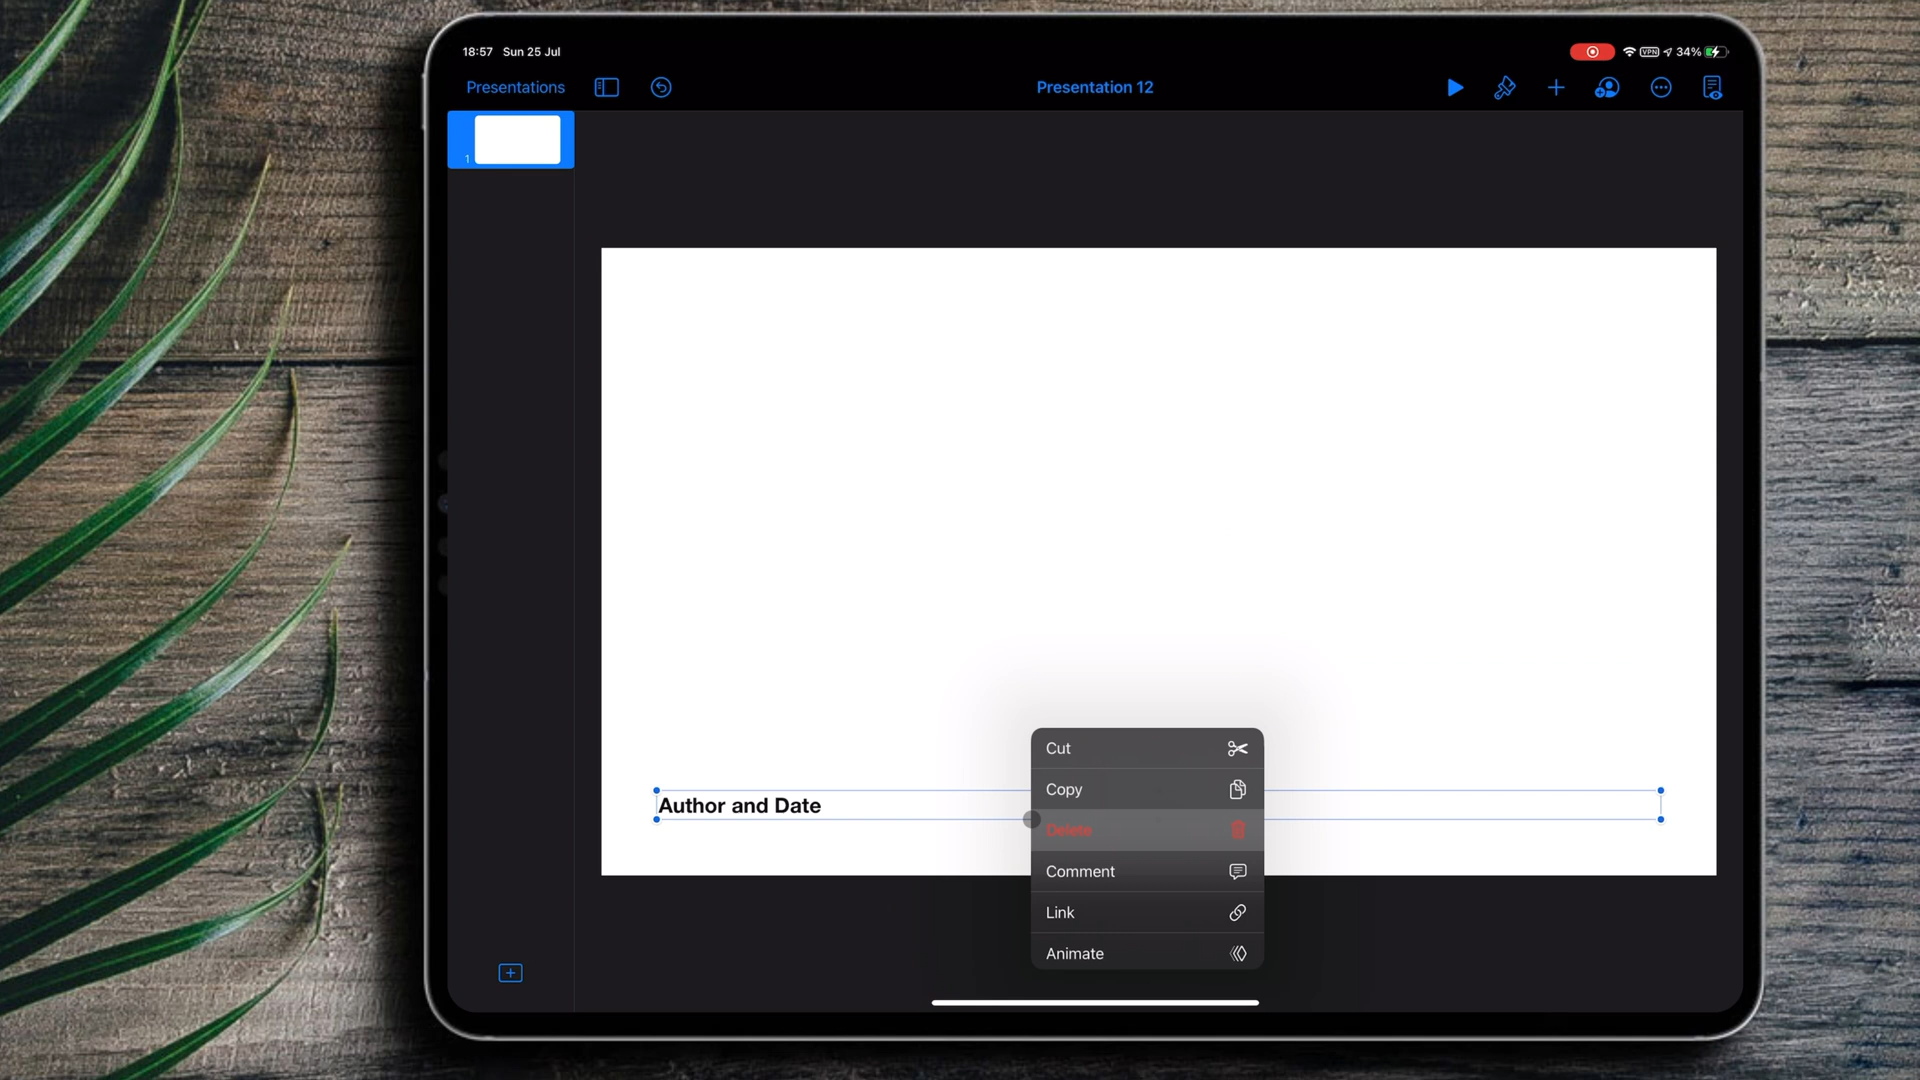 18:57 Sun 25 Jul
VPN 34%
Presentations
Presentation 12
1
Author and Date
Cut
Copy
Delete
Comment
Link
Animate